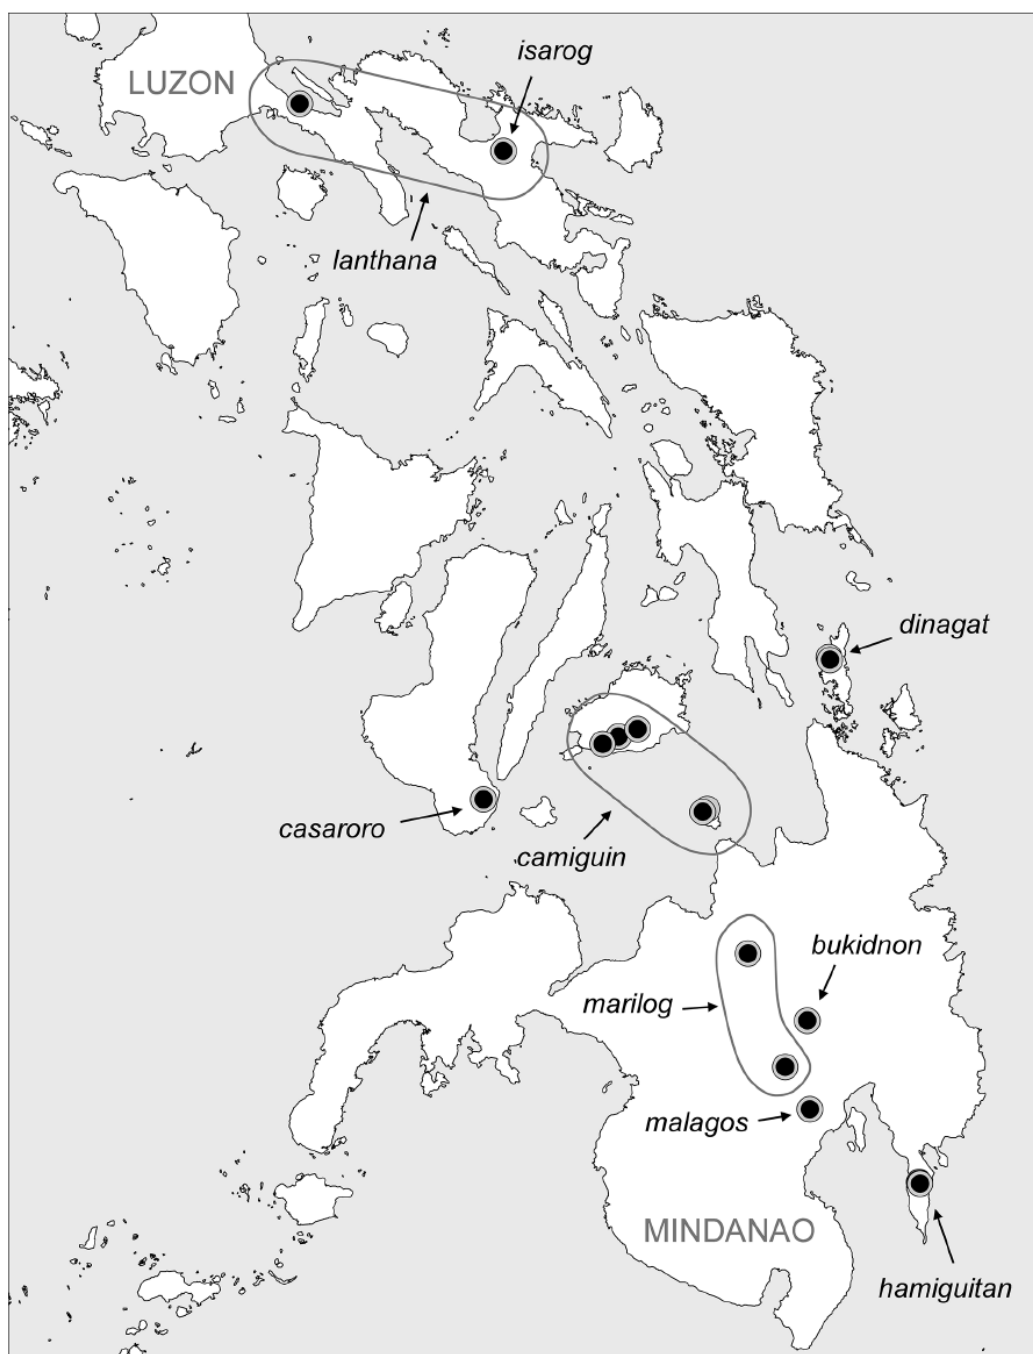 isarog
LUZON
lanthana
dinagat
casaroro
camiguin
bukidnon
marilog
malagos
MINDANAO
hamiguitan